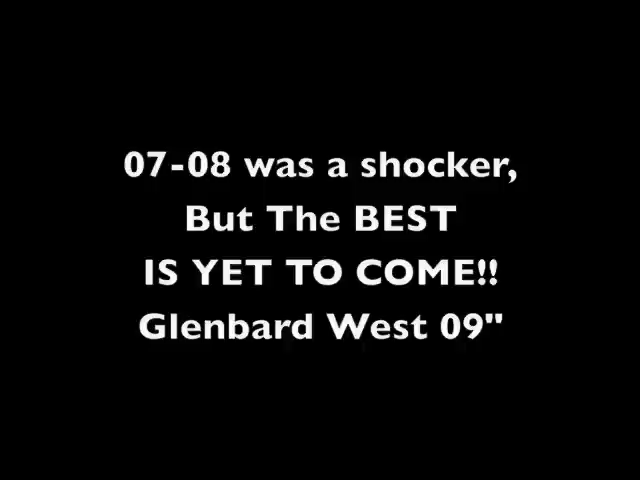 07-08 was a shocker,
But The BEST
IS YET TO COME!!
Glenbard West 09"